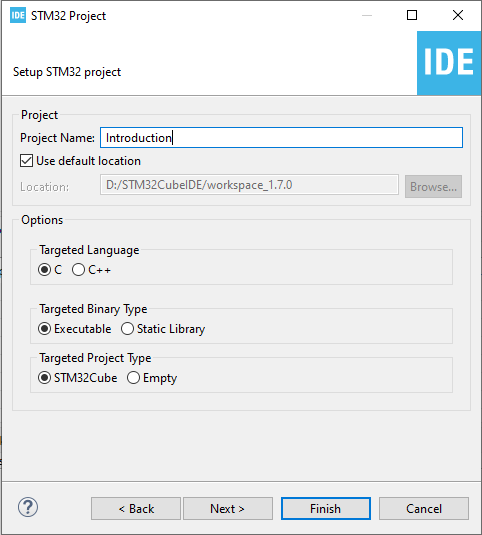 IDE STM32 Project
Setup STM32 project
IDE
Project
Project Name: Introduction
Use default location
Location: D:/STM32CubeIDE/workspace_1.7.0 Browse...
Options
Targeted Language
C C++
Targeted Binary Type
Executable Static Library
Targeted Project Type
STM32Cube Empty
? < Back Next > Finish Cancel